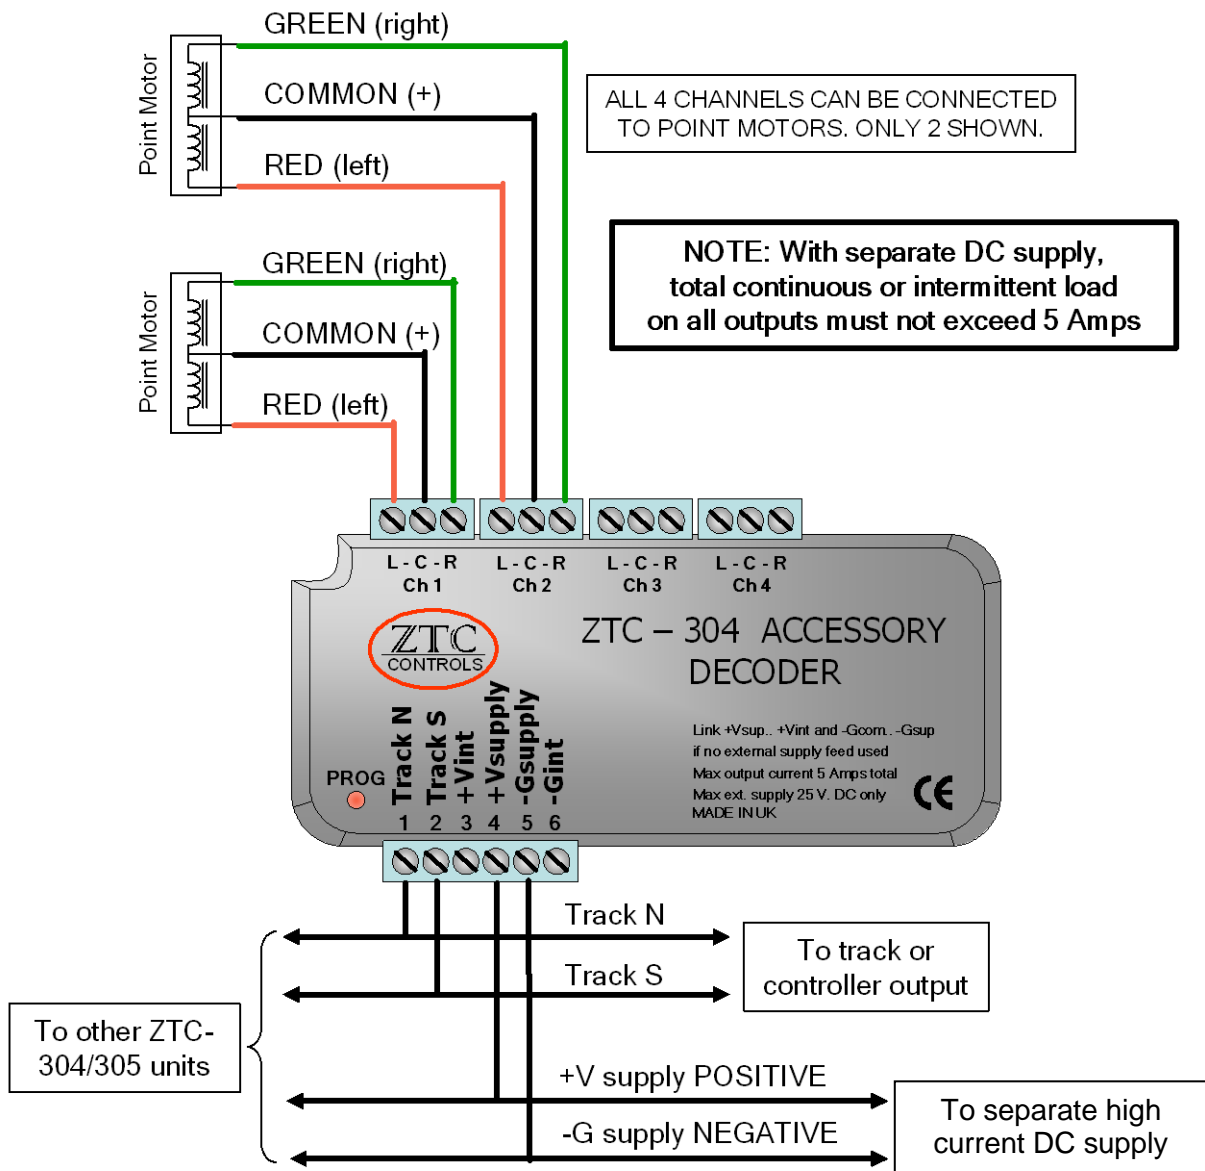 GREEN (right)
COMMON (+)
RED (left)
Point Motor
ALL 4 CHANNELS CAN BE CONNECTED
TO POINT MOTORS. ONLY 2 SHOWN.
NOTE: With separate DC supply,
total continuous or intermittent load
on all outputs must not exceed 5 Amps
GREEN (right)
COMMON (+)
RED (left)
Point Motor
L - C - R
Ch 1
L - C - R
Ch 2
L - C - R
Ch 3
L - C - R
Ch 4
ZTC
CONTROLS
ZTC – 304 ACCESSORY
DECODER
Link +Vsup.. +Vint and -Gcom.. -Gsup
if no external supply feed used
Max output current 5 Amps total
Max ext. supply 25 V. DC only
MADE IN UK
CE
PROG
Track N
Track S
+Vint
+Vsupply
-Gsupply
-Gint
1 2 3 4 5 6
Track N
Track S
To track or
controller output
To other ZTC-
304/305 units
+V supply POSITIVE
-G supply NEGATIVE
To separate high
current DC supply